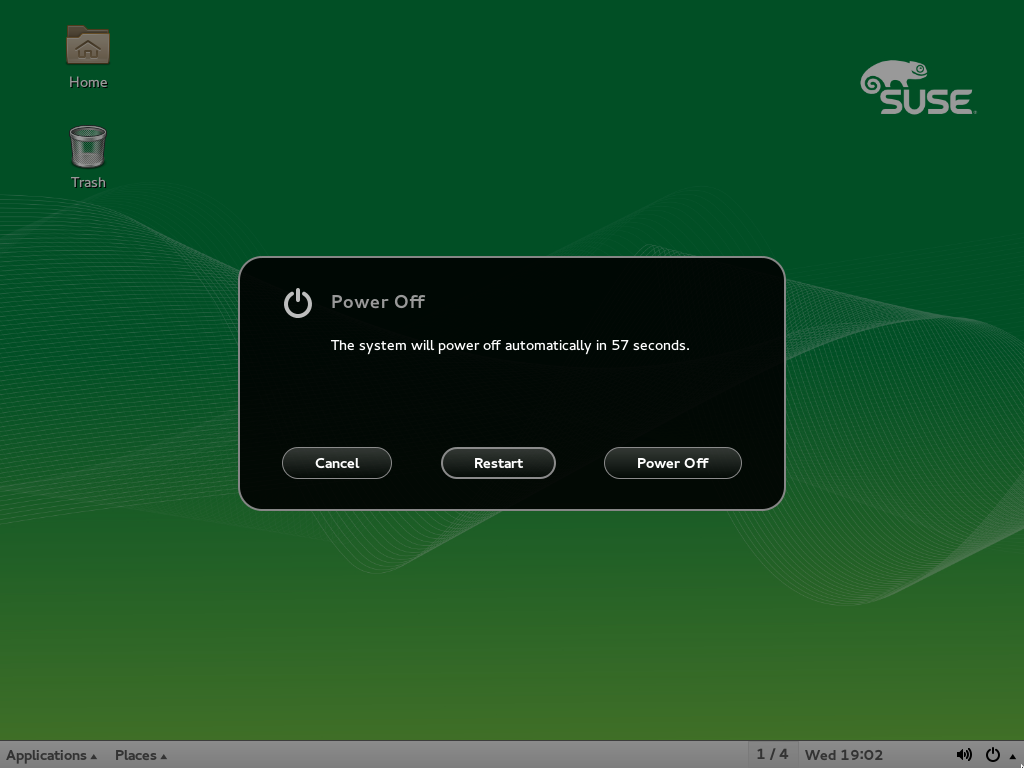 Home
SUSE
Trash
Power Off
The system will power off automatically in 57 seconds.
Cancel Restart Power Off
Applications Places 1 / 4 Wed 19:02